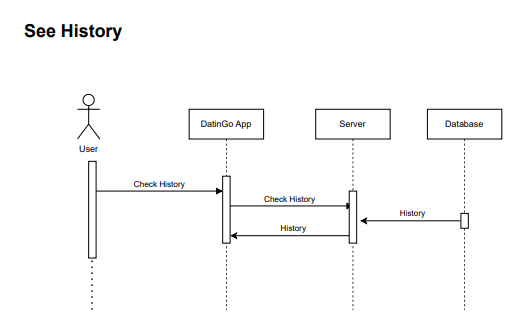 See History
DatinGo App
Server
Database
User
Check History
Check History
History
History